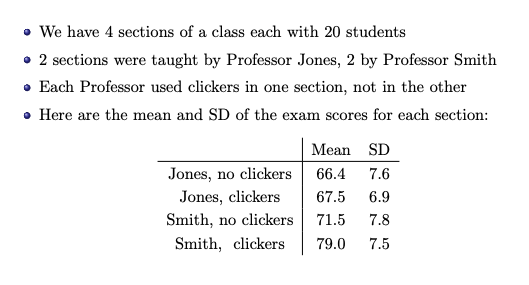 We have 4 sections of a class each with 20 students
2 sections were taught by Professor Jones, 2 by Professor Smith
Each Professor used clickers in one section, not in the other
Here are the mean and SD of the exam scores for each section:
Mean SD
Jones, no clickers 66.4 7.6
Jones, clickers 67.5 6.9
Smith, no clickers 71.5 7.8
Smith, clickers 79.0 7.5